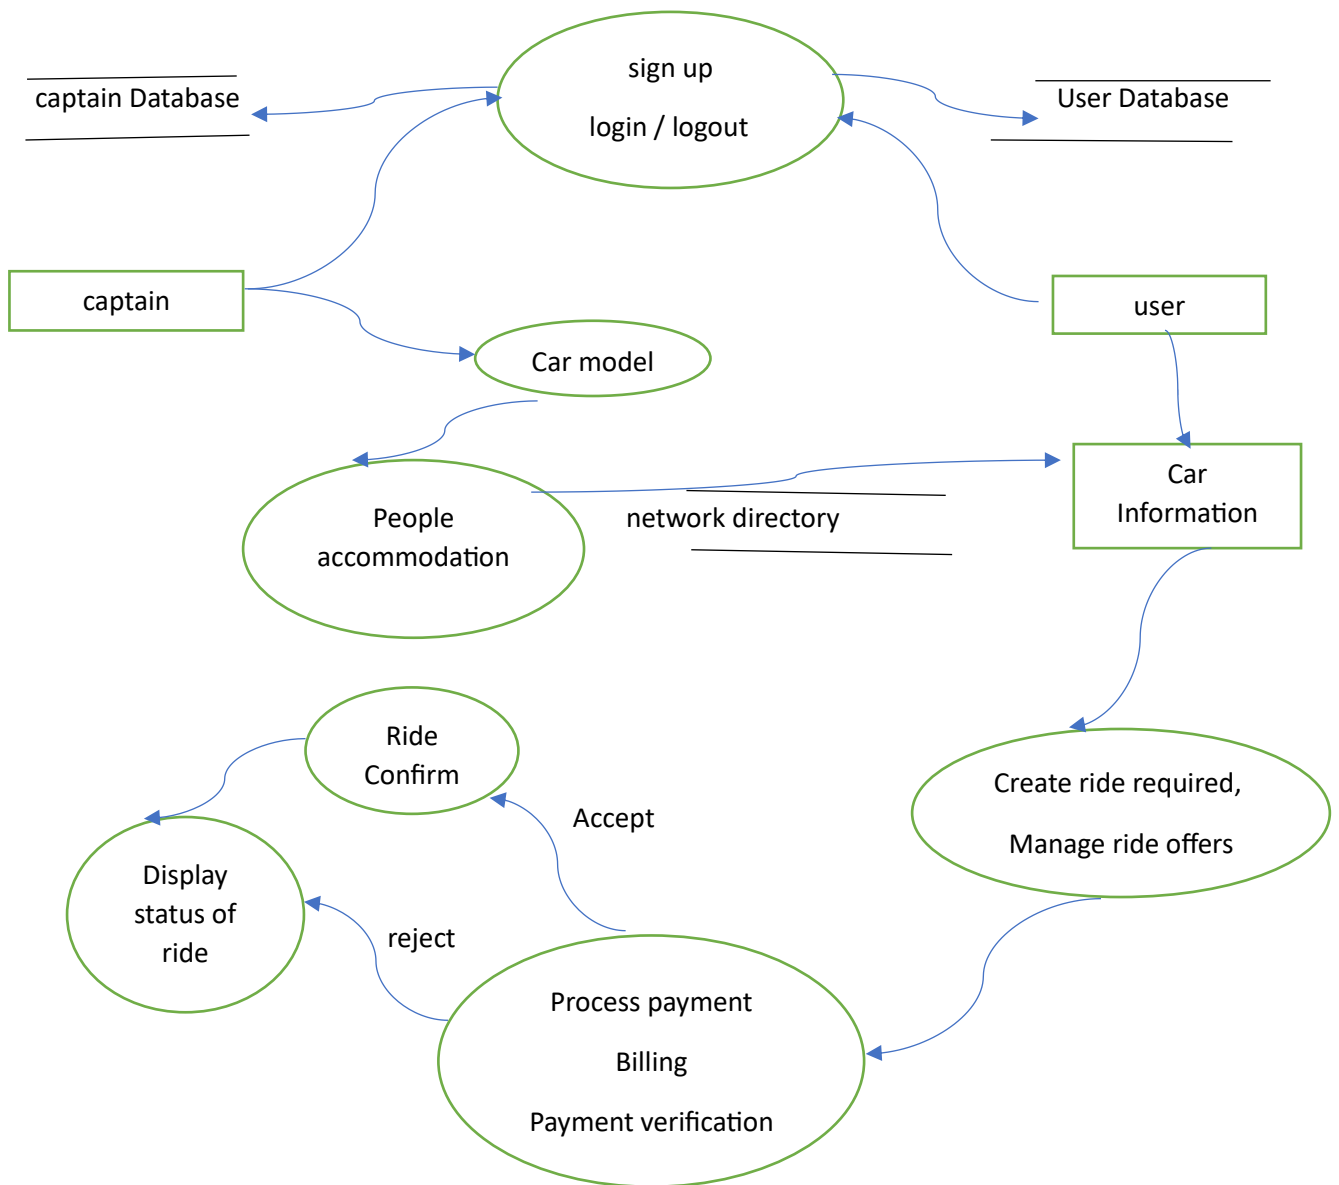 sign up
login / logout
captain Database
User Database
captain
user
Car model
Car
Information
People
accommodation
network directory
Ride
Confirm
Accept
Create ride required,
Manage ride offers
Display
status of
ride
reject
Process payment
Billing
Payment verification